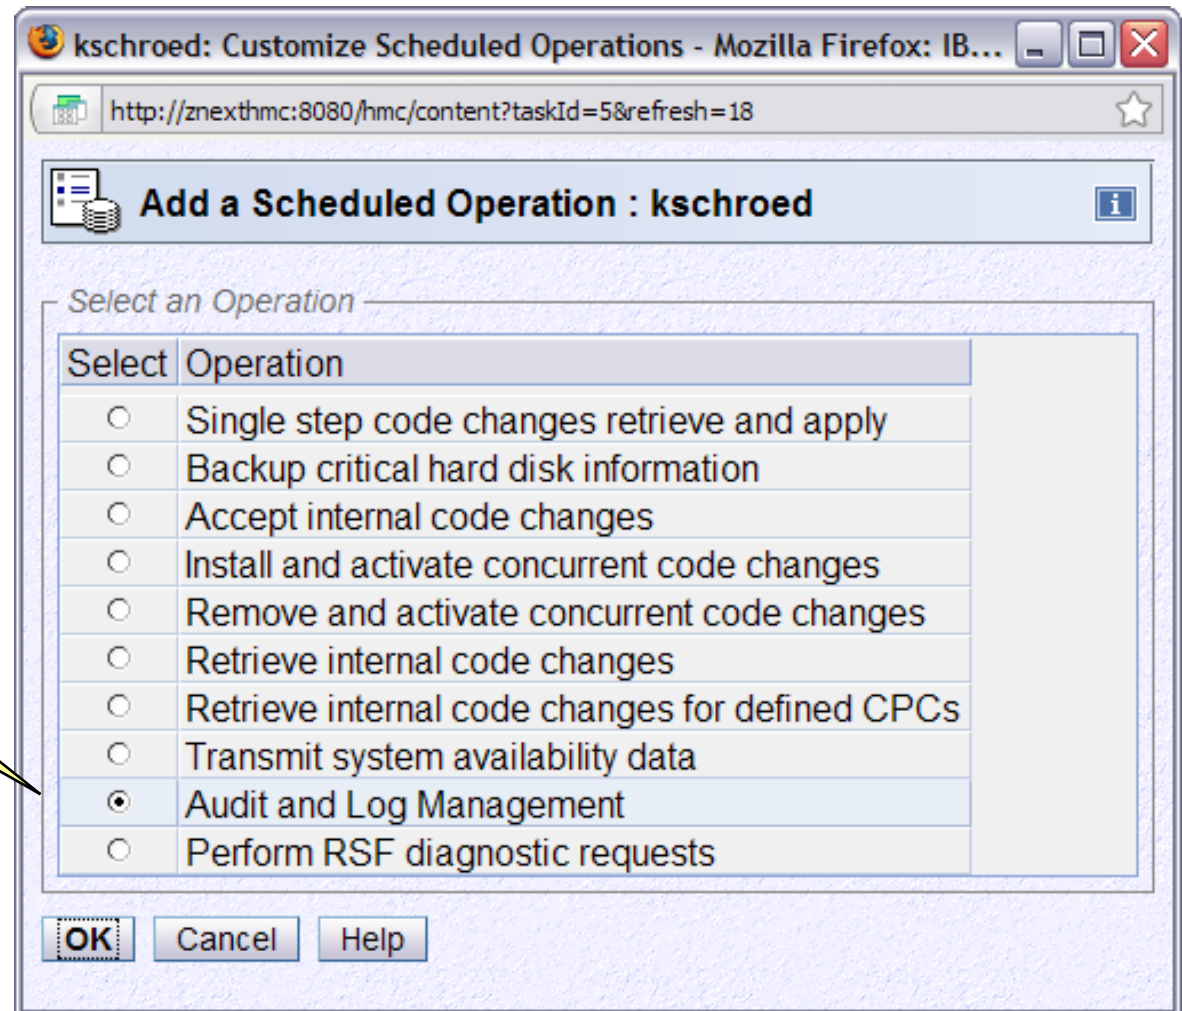 kschroed: Customize Scheduled Operations - Mozilla Firefox: IB...
http://znexthmc:8080/hmc/content?taskId=5&refresh=18
Add a Scheduled Operation : kschroed
i
Select an Operation
Select Operation
Single step code changes retrieve and apply
Backup critical hard disk information
Accept internal code changes
Install and activate concurrent code changes
Remove and activate concurrent code changes
Retrieve internal code changes
Retrieve internal code changes for defined CPCs
Transmit system availability data
Audit and Log Management
Perform RSF diagnostic requests
OK Cancel Help